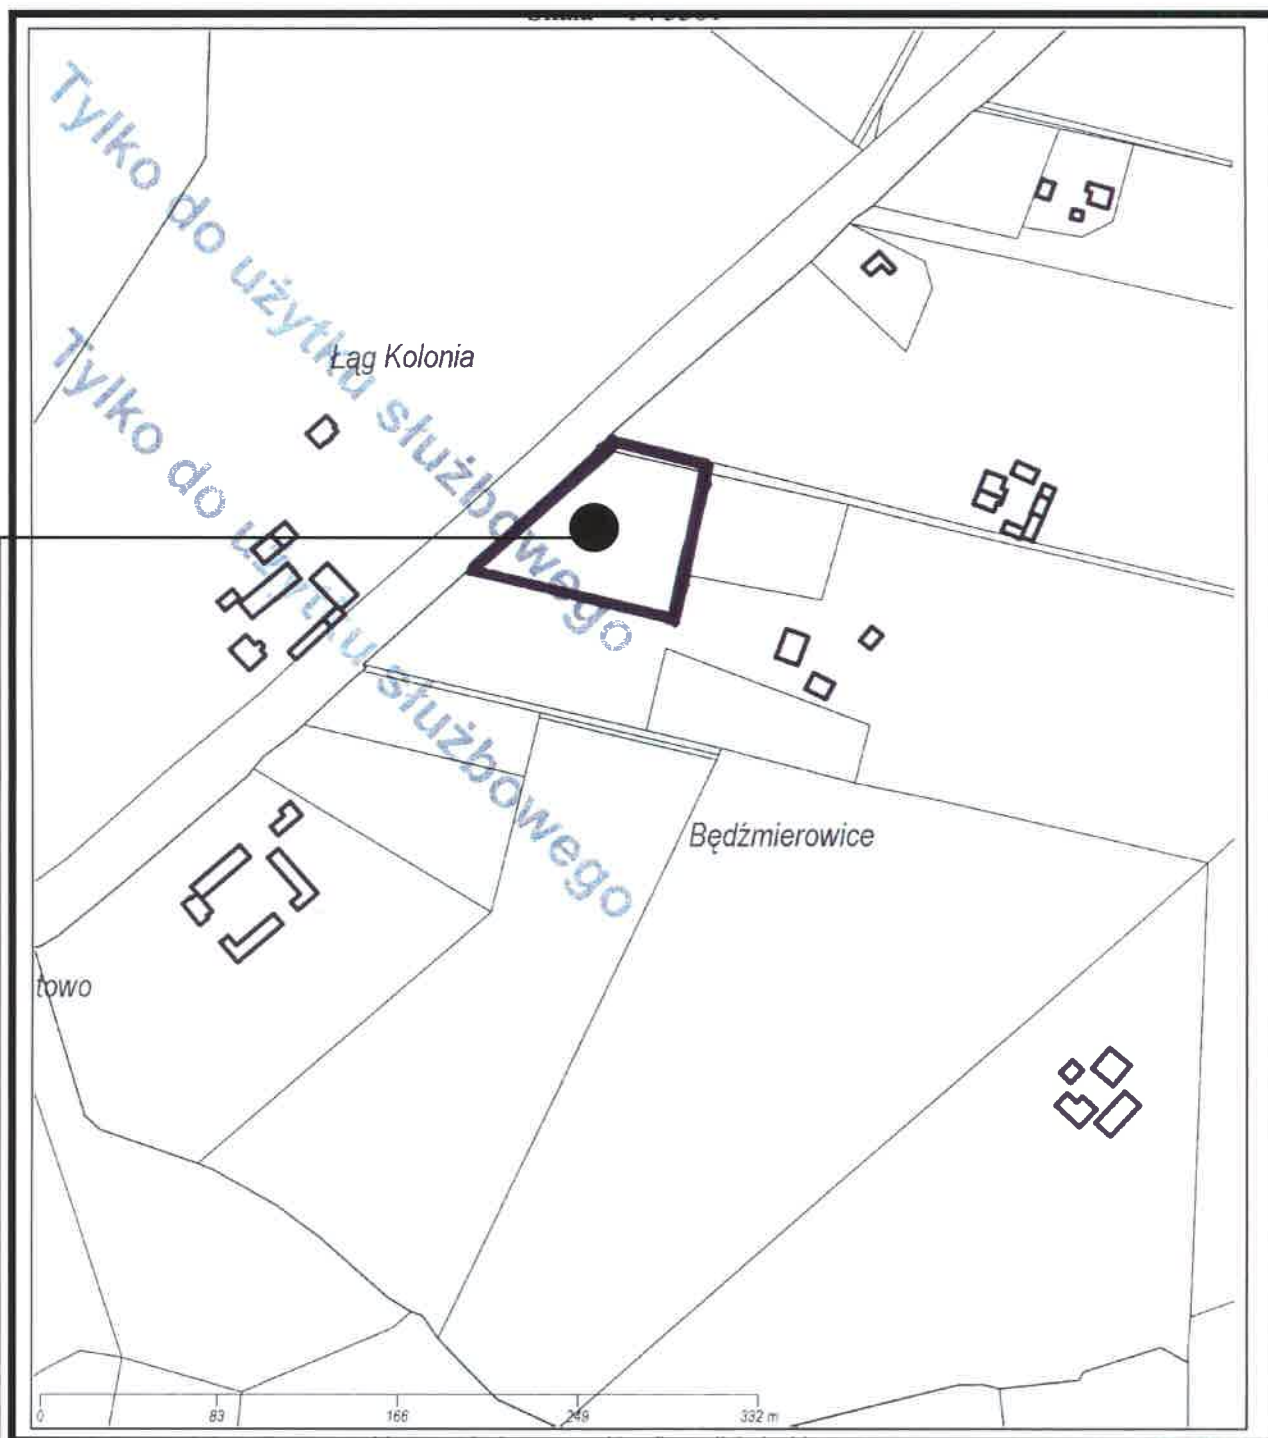 Tylko do użytku służbowego
Łąg Kolonia
Tylko do użytku służbowego
Będźmierowice
towo
0 83 166 249 332 m